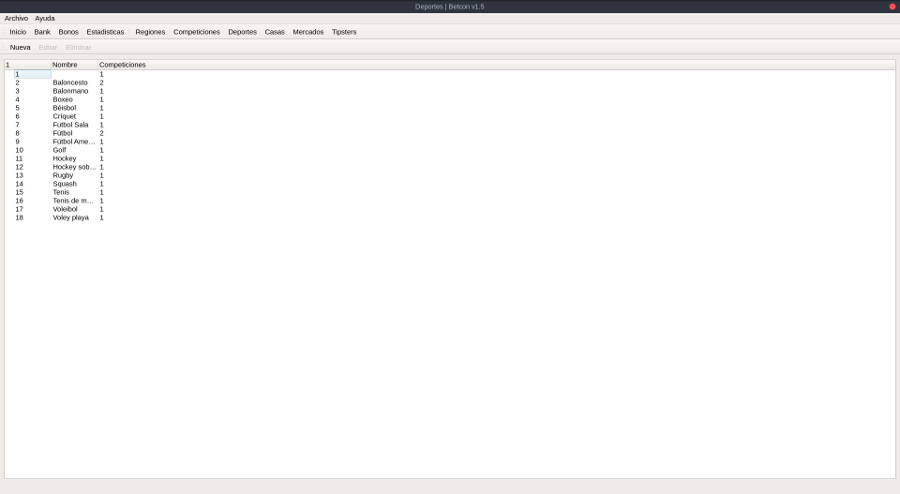 Deportes | Betcon v1.5
Archivo Ayuda
Inicio Bank Bonos Estadisticas Regiones Competiciones Deportes Casas Mercados Tipsters
Nueva Editar Eliminar
1 Nombre Competiciones
1 1
2 Baloncesto 2
3 Balonmano 1
4 Boxeo 1
5 Béisbol 1
6 Críquet 1
7 Futbol Sala 1
8 Fútbol 2
9 Fútbol Ame... 1
10 Golf 1
11 Hockey 1
12 Hockey sob... 1
13 Rugby 1
14 Squash 1
15 Tenis 1
16 Tenis de m... 1
17 Voleibol 1
18 Voley playa 1